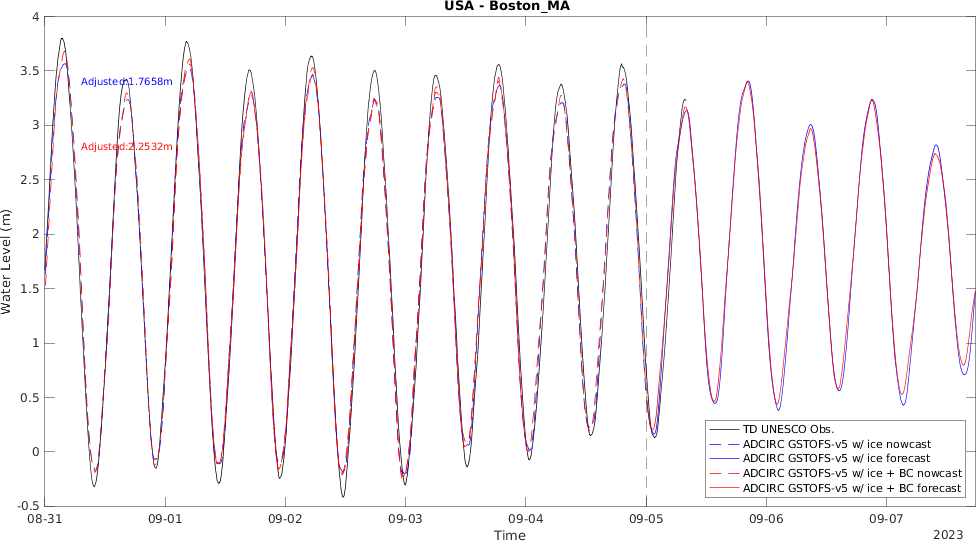 USA - Boston_MA
4
3.5
3
2.5
2
1.5
1
0.5
0
-0.5
Water Level (m)
Adjusted:1.7658m
Adjusted:2.2532m
TD UNESCO Obs.
ADCIRC GSTOFS-v5 w/ ice nowcast
ADCIRC GSTOFS-v5 w/ ice forecast
ADCIRC GSTOFS-v5 w/ ice + BC nowcast
ADCIRC GSTOFS-v5 w/ ice + BC forecast
08-31 09-01 09-02 09-03 09-04 09-05 09-06 09-07
Time
2023